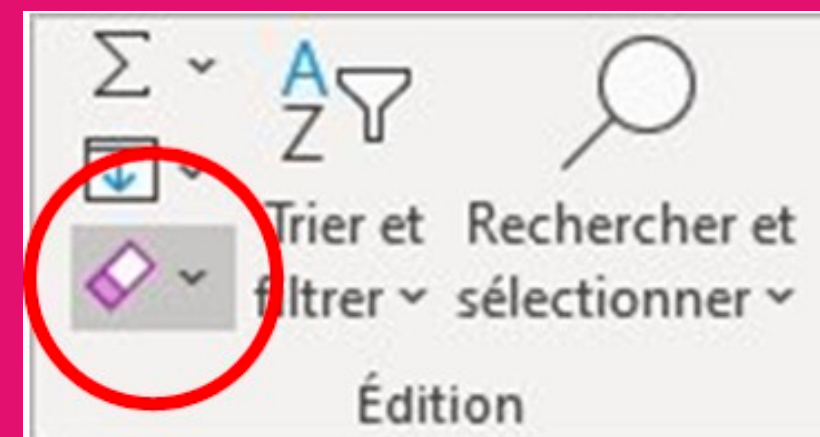 Trier et
filtrer
Rechercher et
sélectionner
Édition